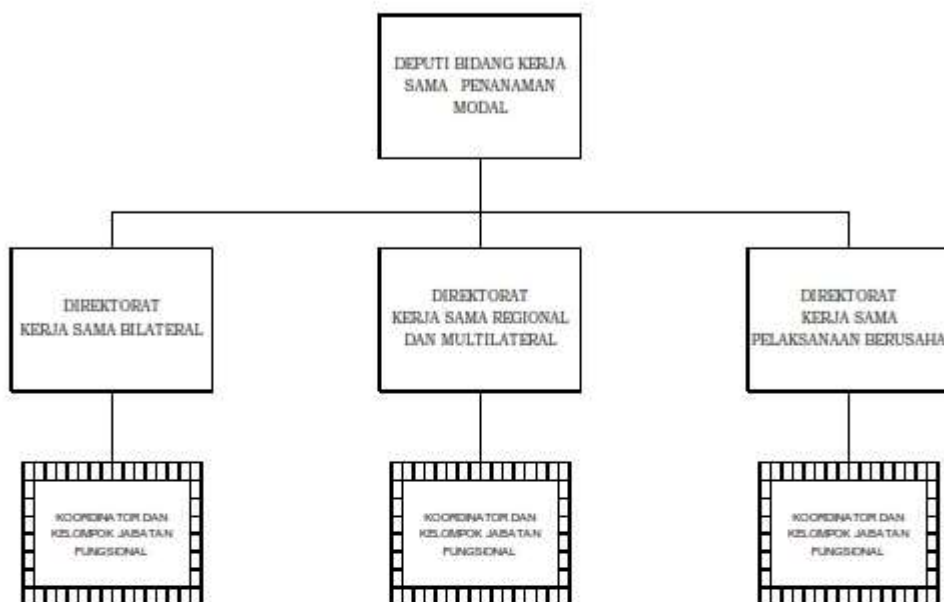 DEPUTI BIDANG KERJA
SAMA PENANAMAN
MODAL
DIREKTORAT
KERJA SAMA BILATERAL
DIREKTORAT
KERJA SAMA REGIONAL
DAN MULTILATERAL
DIREKTORAT
KERJA SAMA
PELAKSANAAN BERUSAHA
KOORDINATOR DAN
KELOMPOK JABATAN
FUNGSIONAL
KOORDINATOR DAN
KELOMPOK JABATAN
FUNGSIONAL
KOORDINATOR DAN
KELOMPOK JABATAN
FUNGSIONAL